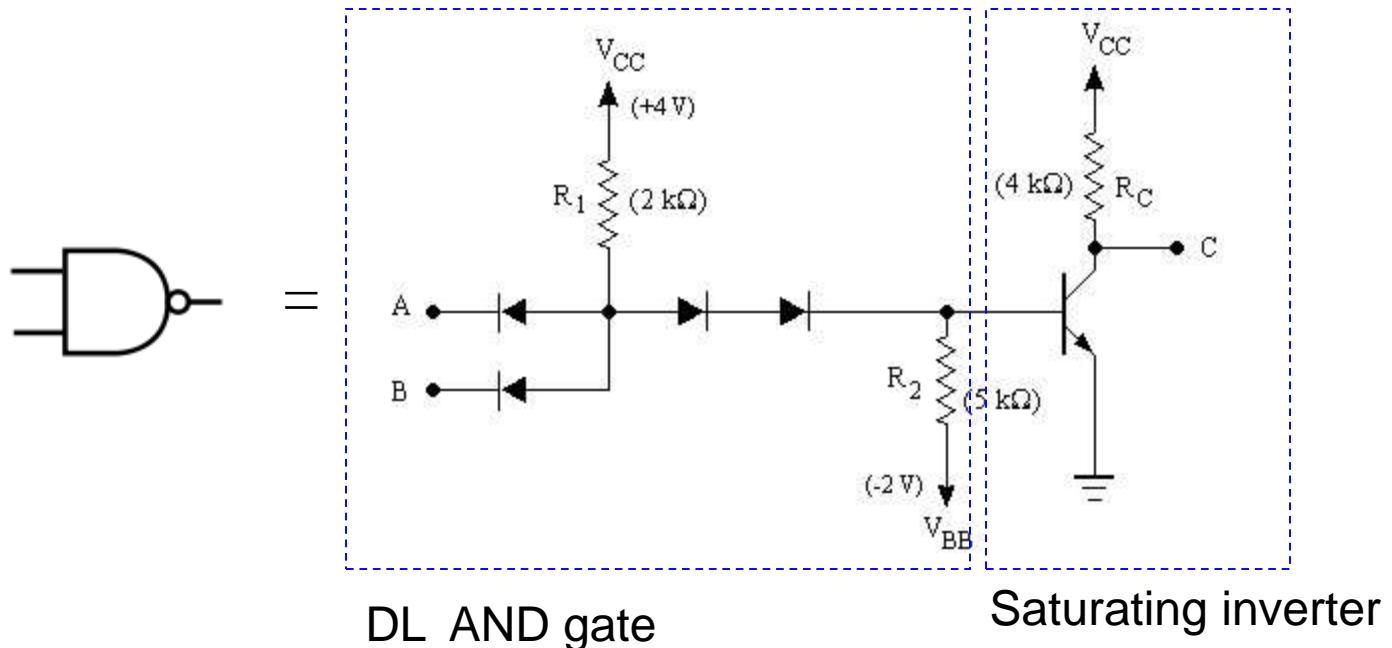 V_CC
(+4 V)
R_1
(2 kΩ)
A
B
R_2
(5 kΩ)
(-2 V)
V_BB
V_CC
(4 kΩ)
R_C
C
=
DL AND gate
Saturating inverter